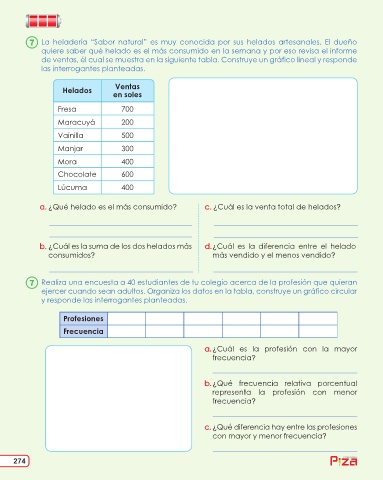 7 La heladería "Sabor natural" es muy conocida por sus helados artesanales. El dueño
quiere saber qué helado es el más consumido en la semana y por eso revisa el informe
de ventas, él cual se muestra en la siguiente tabla. Construye un gráfico lineal y responde
las interrogantes planteadas.
Helados Ventas en soles
Fresa 700
Maracuyá 200
Vainilla 500
Manjar 300
Mora 400
Chocolate 600
Lúcuma 400
a. ¿Qué helado es el más consumido?
c. ¿Cuál es la venta total de helados?
b. ¿Cuál es la suma de los dos helados más
consumidos?
d. ¿Cuál es la diferencia entre el helado
más vendido y el menos vendido?
7 Realiza una encuesta a 40 estudiantes de tu colegio acerca de la profesión que quieran
ejercer cuando sean adultos. Organiza los datos en la tabla, construye un gráfico circular
y responde las interrogantes planteadas.
Profesiones
Frecuencia
a. ¿Cuál es la profesión con la mayor
frecuencia?
b. ¿Qué frecuencia relativa porcentual
representa la profesión con menor
frecuencia?
c. ¿Qué diferencia hay entre las profesiones
con mayor y menor frecuencia?
274
Piza